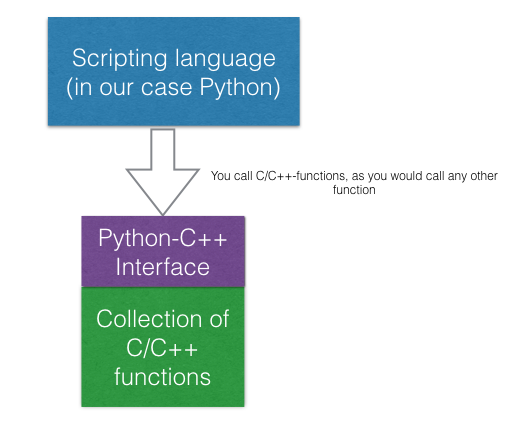 Scripting language
(in our case Python)
You call C/C++-functions, as you would call any other
function
Python-C++
Interface
Collection of
C/C++
functions